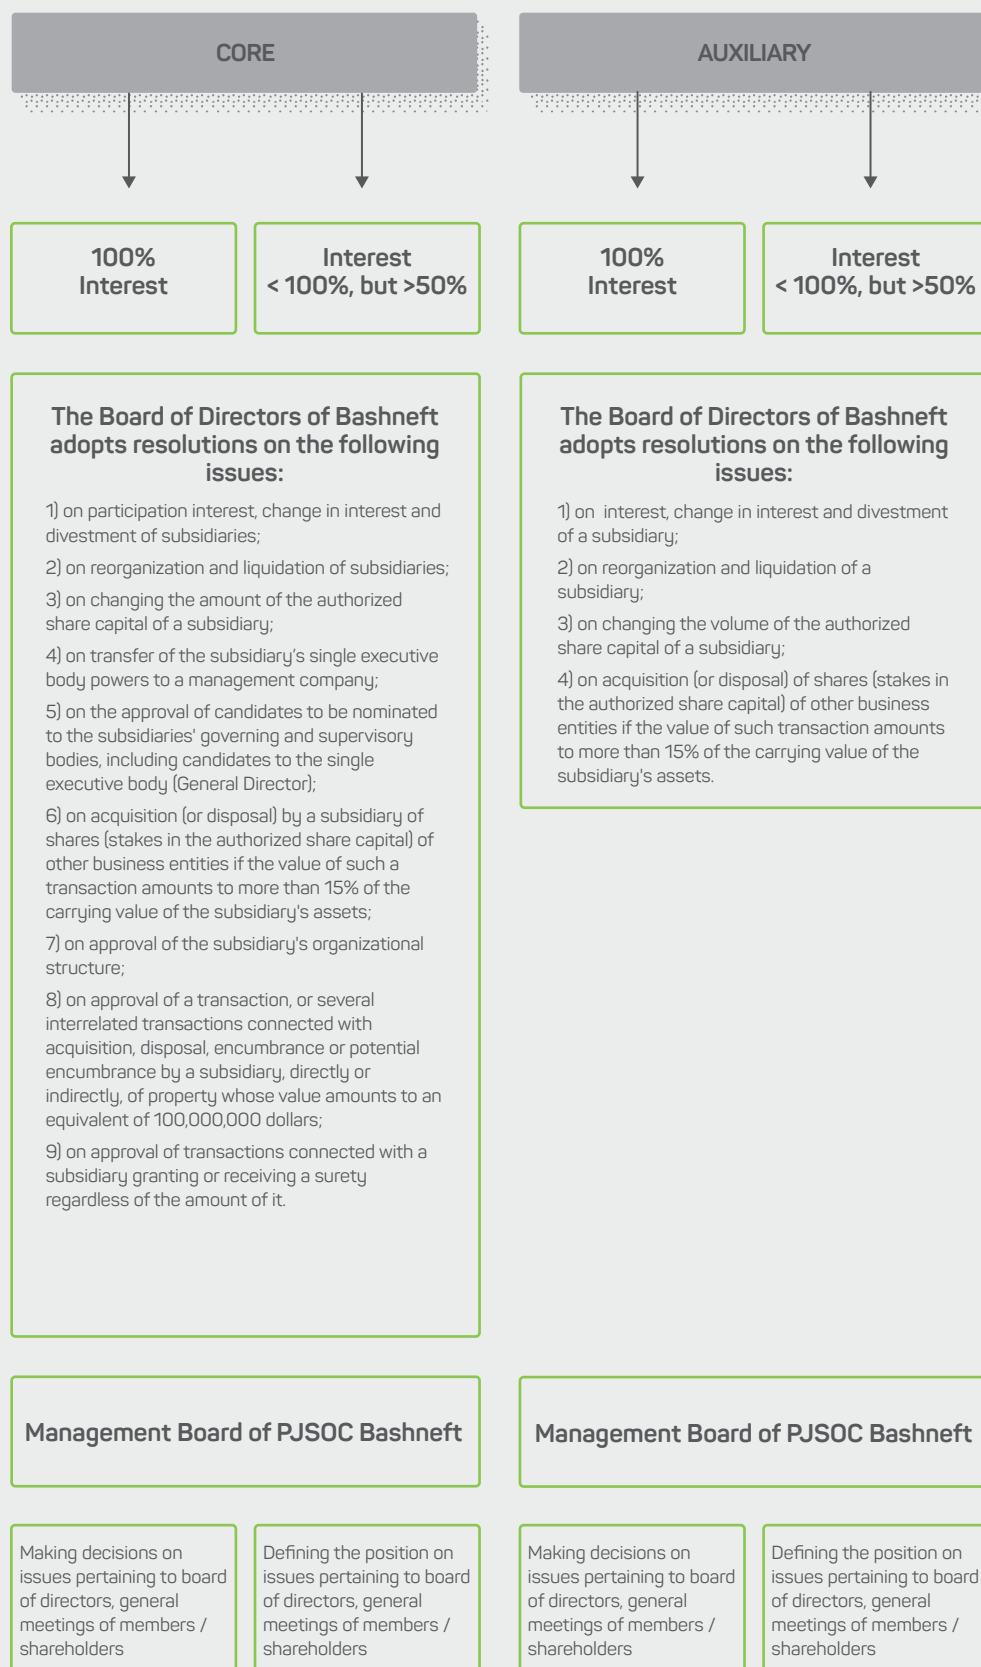 CORE
AUXILIARY
100%
Interest
Interest
< 100%, but >50%
100%
Interest
Interest
< 100%, but >50%
The Board of Directors of Bashneft
adopts resolutions on the following
issues:
1) on participation interest, change in interest and
divestment of subsidiaries;
2) on reorganization and liquidation of subsidiaries;
3) on changing the amount of the authorized
share capital of a subsidiary;
4) on transfer of the subsidiary's single executive
body powers to a management company;
5) on the approval of candidates to be nominated
to the subsidiaries' governing and supervisory
bodies, including candidates to the single
executive body (General Director);
6) on acquisition (or disposal) by a subsidiary of
shares (stakes in the authorized share capital) of
other business entities if the value of such a
transaction amounts to more than 15% of the
carrying value of the subsidiary's assets;
7) on approval of the subsidiary's organizational
structure;
8) on approval of a transaction, or several
interrelated transactions connected with
acquisition, disposal, encumbrance or potential
encumbrance by a subsidiary, directly or
indirectly, of property whose value amounts to an
equivalent of 100,000,000 dollars;
9) on approval of transactions connected with a
subsidiary granting or receiving a surety
regardless of the amount of it.
The Board of Directors of Bashneft
adopts resolutions on the following
issues:
1) on interest, change in interest and divestment
of a subsidiary;
2) on reorganization and liquidation of a
subsidiary;
3) on changing the volume of the authorized
share capital of a subsidiary;
4) on acquisition (or disposal) of shares (stakes in
the authorized share capital) of other business
entities if the value of such transaction amounts
to more than 15% of the carrying value of the
subsidiary's assets.
Management Board of PJSOC Bashneft
Management Board of PJSOC Bashneft
Making decisions on
issues pertaining to board
of directors, general
meetings of members /
shareholders
Defining the position on
issues pertaining to board
of directors, general
meetings of members /
shareholders
Making decisions on
issues pertaining to board
of directors, general
meetings of members /
shareholders
Defining the position on
issues pertaining to board
of directors, general
meetings of members /
shareholders